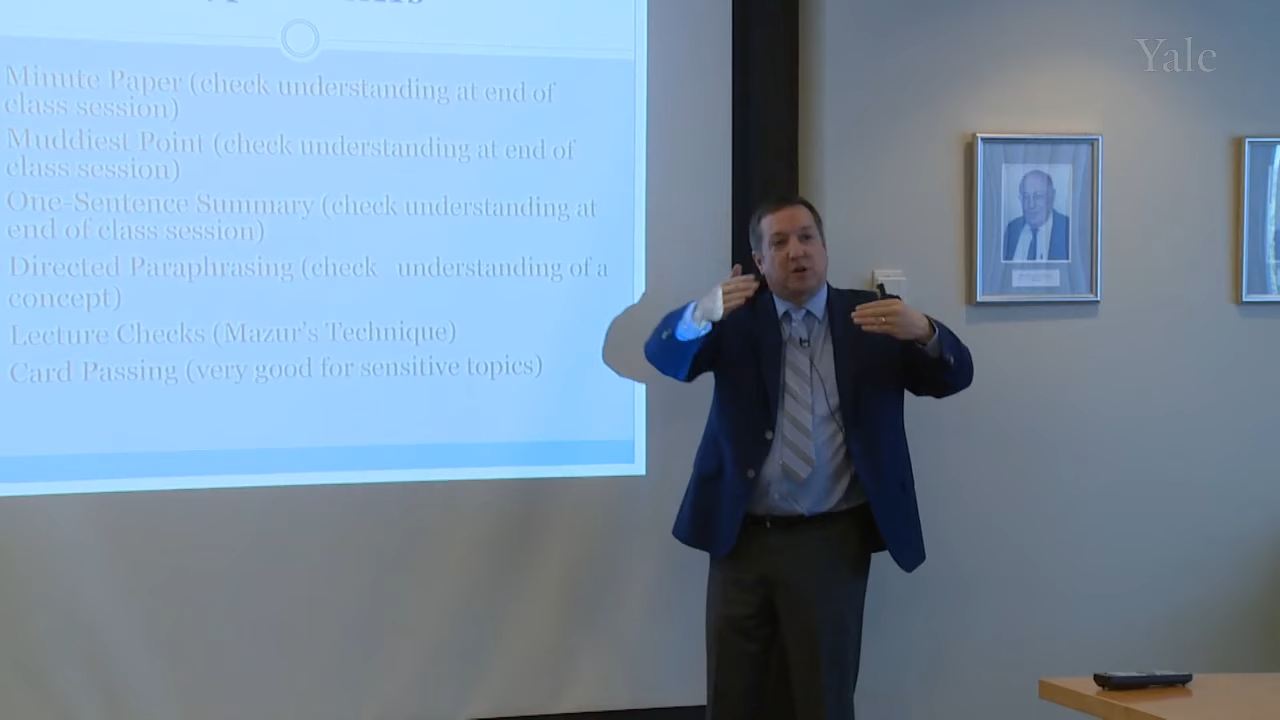 Yale
Minute Paper (check understanding at end of
class session)
Muddiest Point (check understanding at end of
class session)
One-Sentence Summary (check understanding at
end of class session)
Directed Paraphrasing (check understanding of a
concept)
Lecture Checks (Mazur's Technique)
Card Passing (very good for sensitive topics)